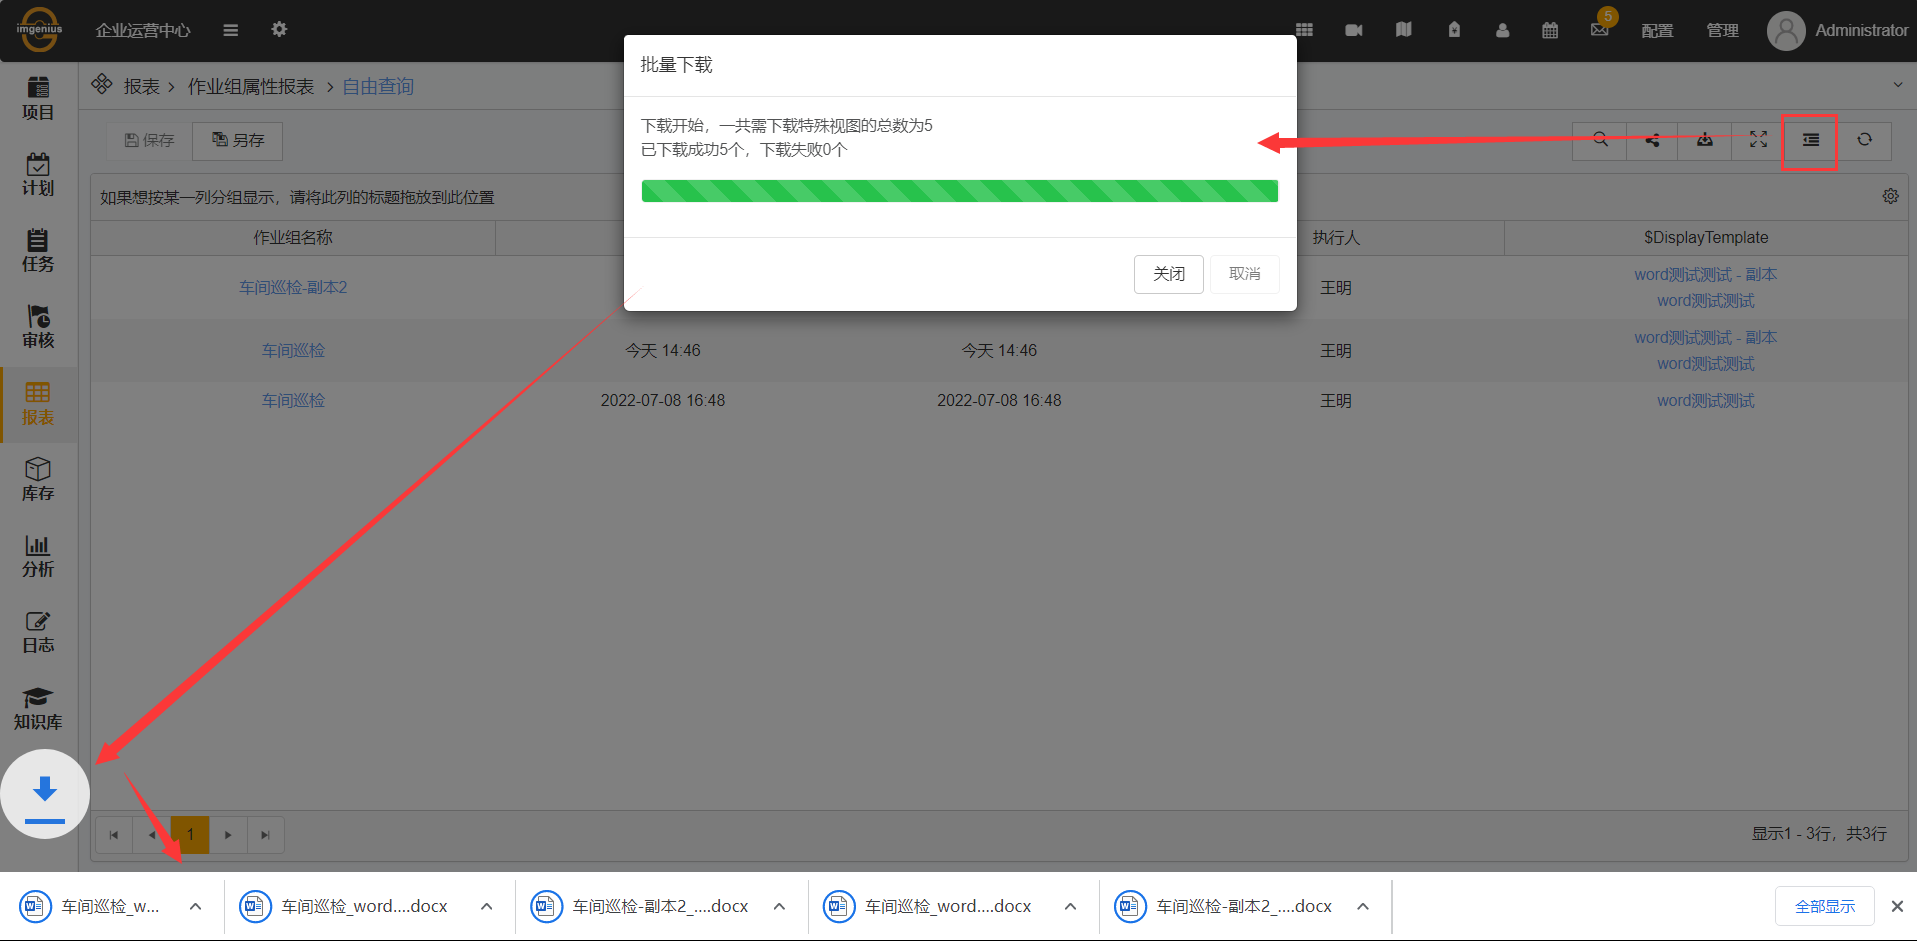 imgenius
企业运营中心
5
配置
管理
Administrator
项目
计划
任务
审核
报表
库存
分析
日志
知识库
报表
作业组属性报表
自由查询
保存
另存
如果想按某一列分组显示，请将此列的标题拖放到此位置
作业组名称
执行人
$DisplayTemplate
车间巡检-副本2
王明
word测试测试 - 副本
word测试测试
车间巡检
今天 14:46
今天 14:46
王明
word测试测试 - 副本
word测试测试
车间巡检
2022-07-08 16:48
2022-07-08 16:48
王明
word测试测试
批量下载
下载开始，一共需下载特殊视图的总数为5
已下载成功5个，下载失败0个
关闭
取消
1
显示1 - 3行，共3行
车间巡检_w...
车间巡检_word....docx
车间巡检-副本2_....docx
车间巡检_word....docx
车间巡检-副本2_....docx
全部显示